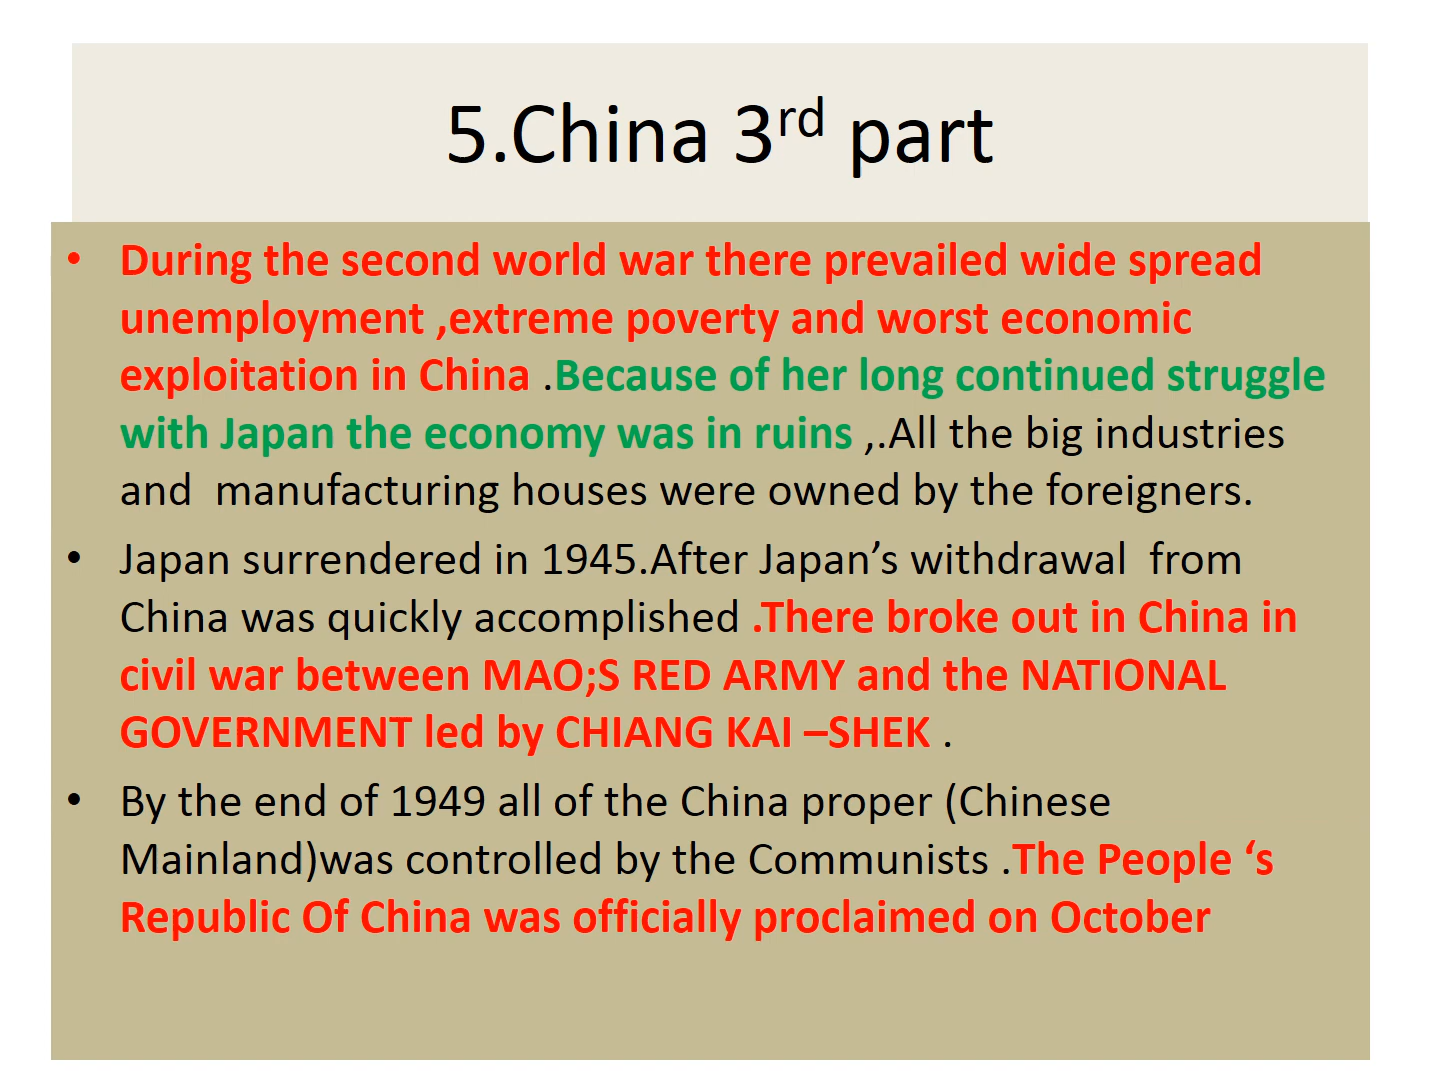 5.China 3rd part
• During the second world war there prevailed wide spread
unemployment ,extreme poverty and worst economic
exploitation in China .Because of her long continued struggle
with Japan the economy was in ruins ,.All the big industries
and  manufacturing houses were owned by the foreigners.
• Japan surrendered in 1945.After Japan’s withdrawal  from
China was quickly accomplished .There broke out in China in
civil war between MAO;S RED ARMY and the NATIONAL
GOVERNMENT led by CHIANG KAI –SHEK .
• By the end of 1949 all of the China proper (Chinese
Mainland)was controlled by the Communists .The People ‘s
Republic Of China was officially proclaimed on October